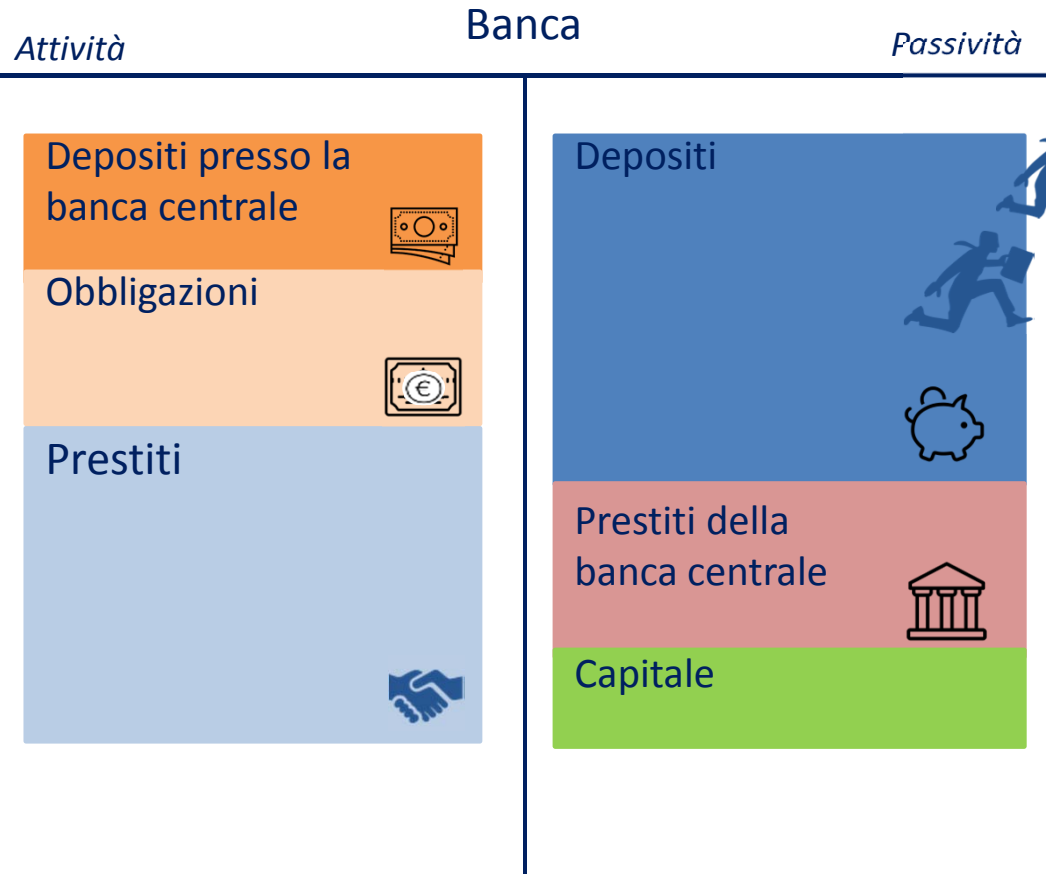 Banca
Attività
Passività
Depositi presso la
banca centrale
Obbligazioni
€
Prestiti
Depositi
Prestiti della
banca centrale
Capitale